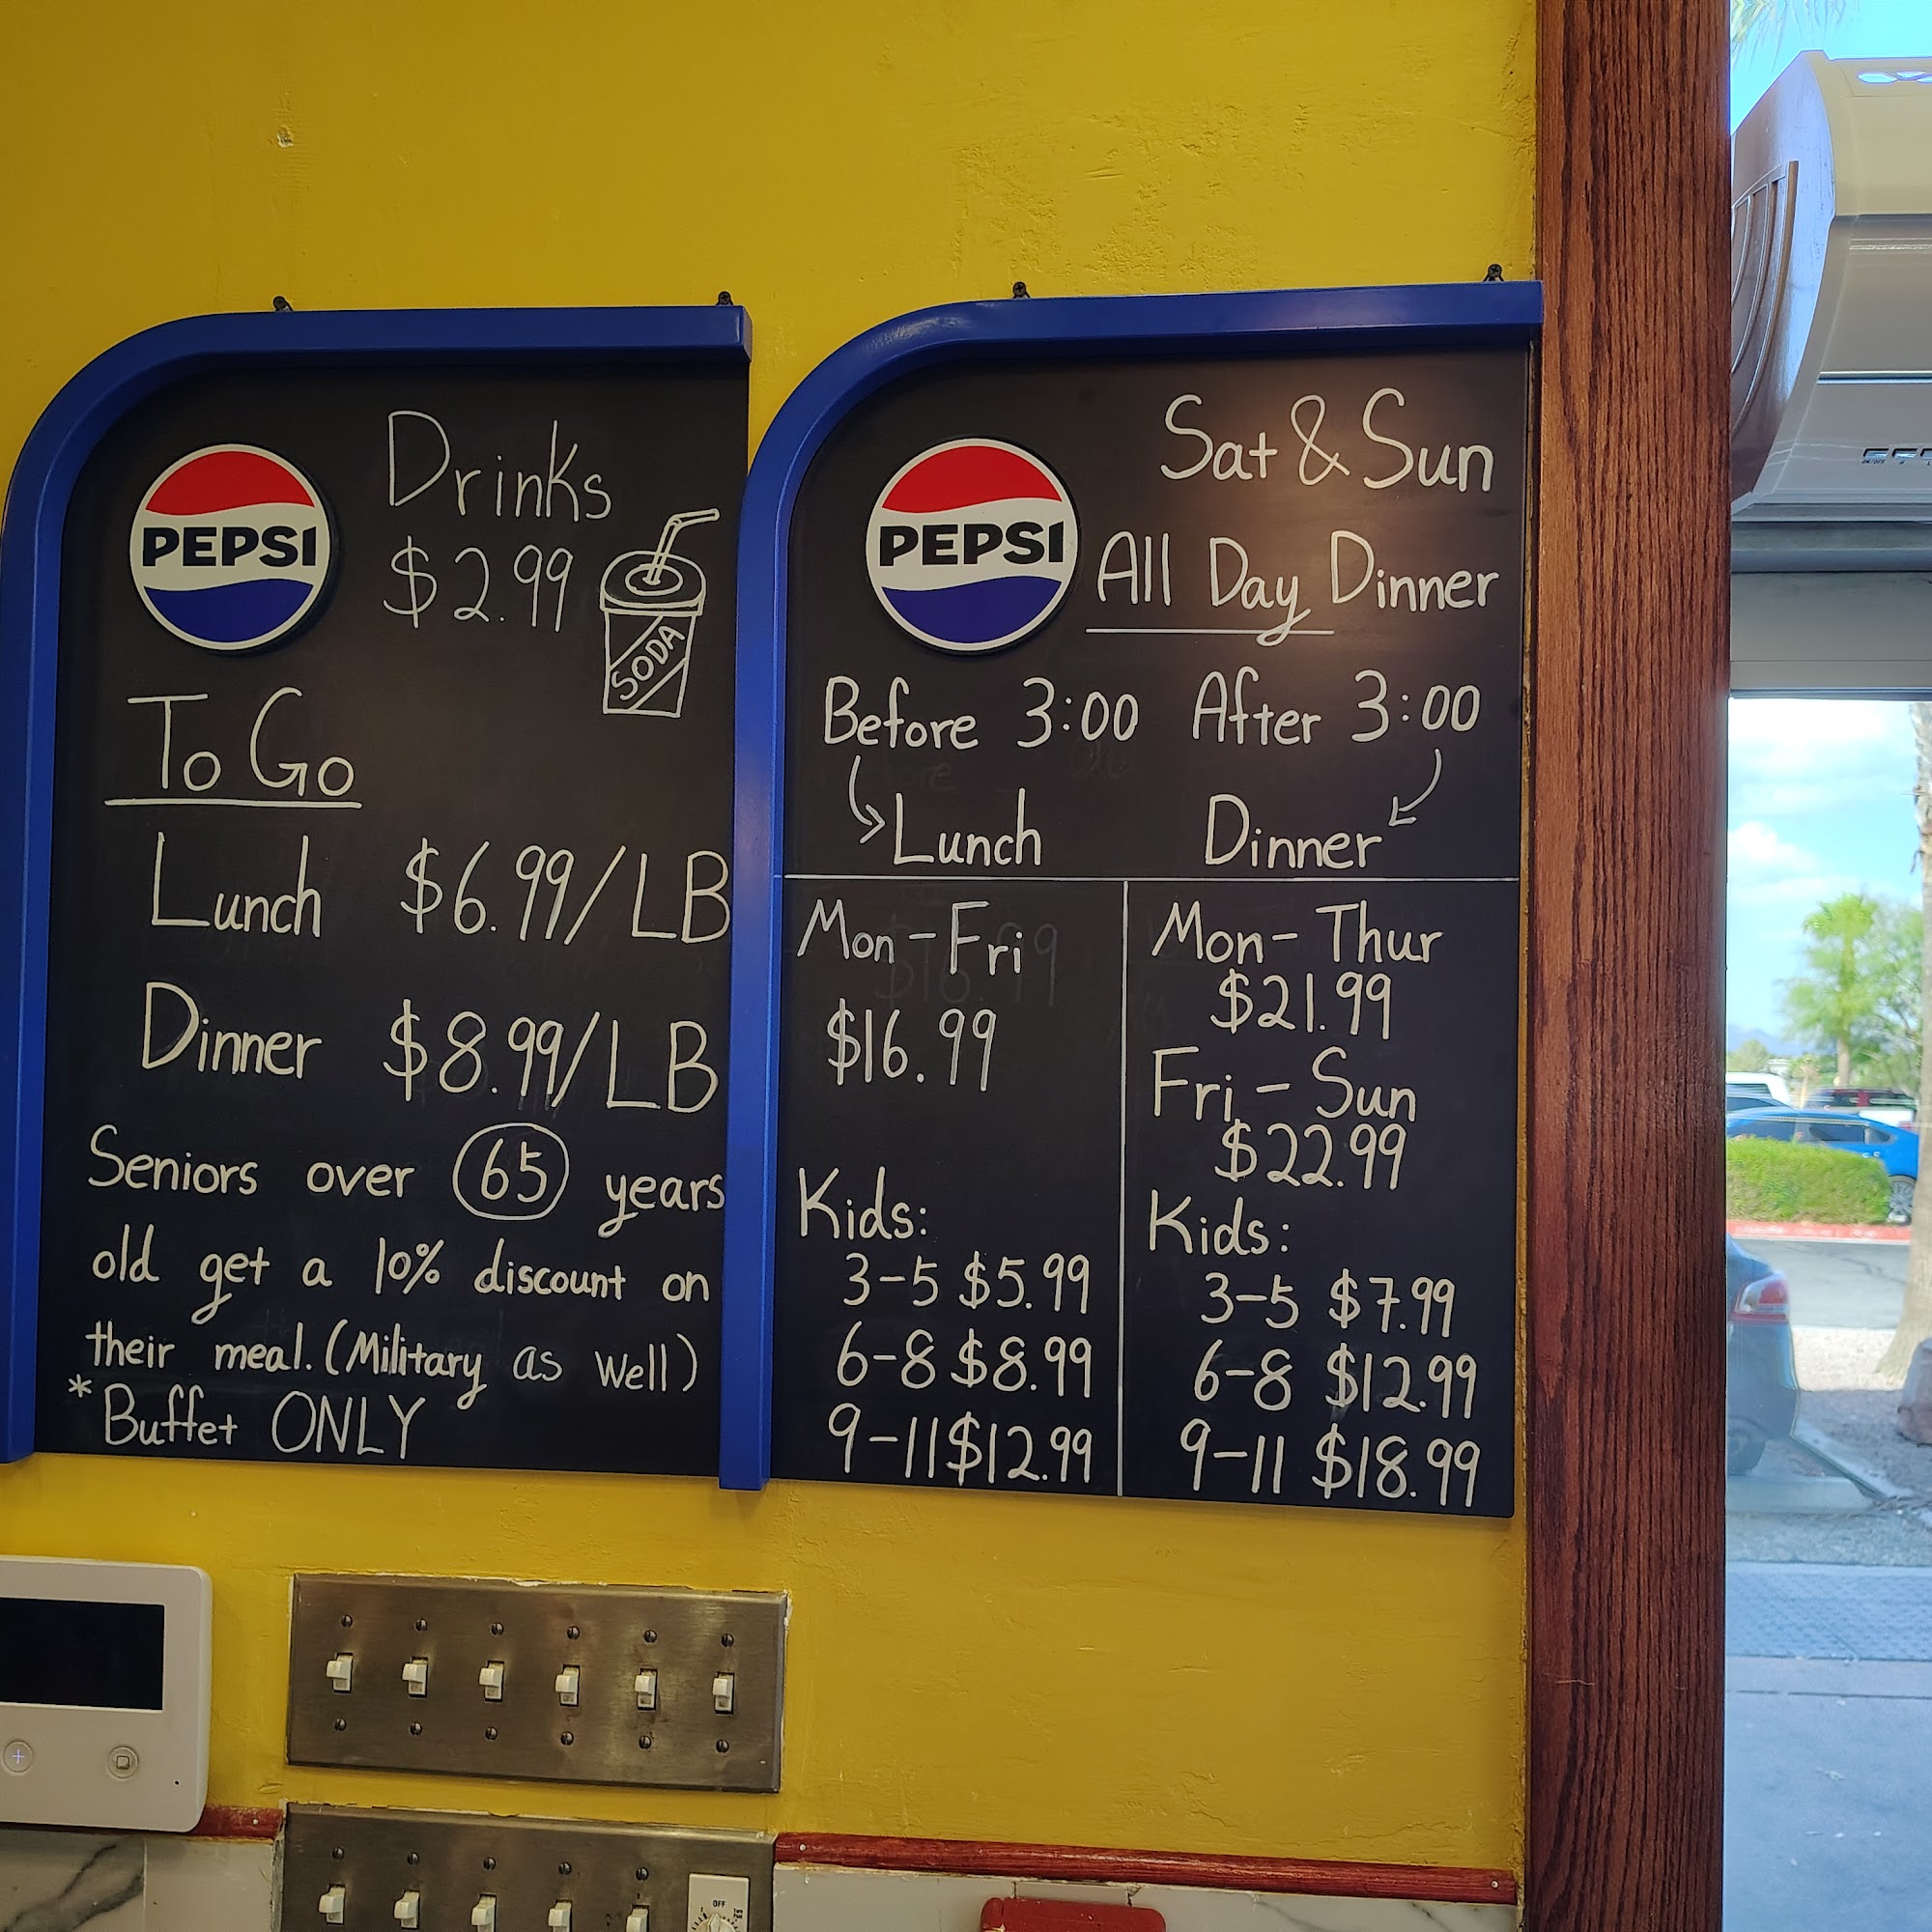 PEPSI
Drinks
$2.99
SODA
To Go
Lunch $6.99/LB
Dinner $8.99/LB
Seniors over 65 years
old get a 10% discount on
their meal. (Military as well)
*Buffet ONLY
PEPSI
Sat & Sun
All Day Dinner
Before 3:00 After 3:00
Lunch Dinner
Mon-Fri
$16.99
Kids:
3-5 $5.99
6-8 $8.99
9-11 $12.99
Mon-Thur
$21.99
Fri-Sun
$22.99
Kids:
3-5 $7.99
6-8 $12.99
9-11 $18.99
OFF